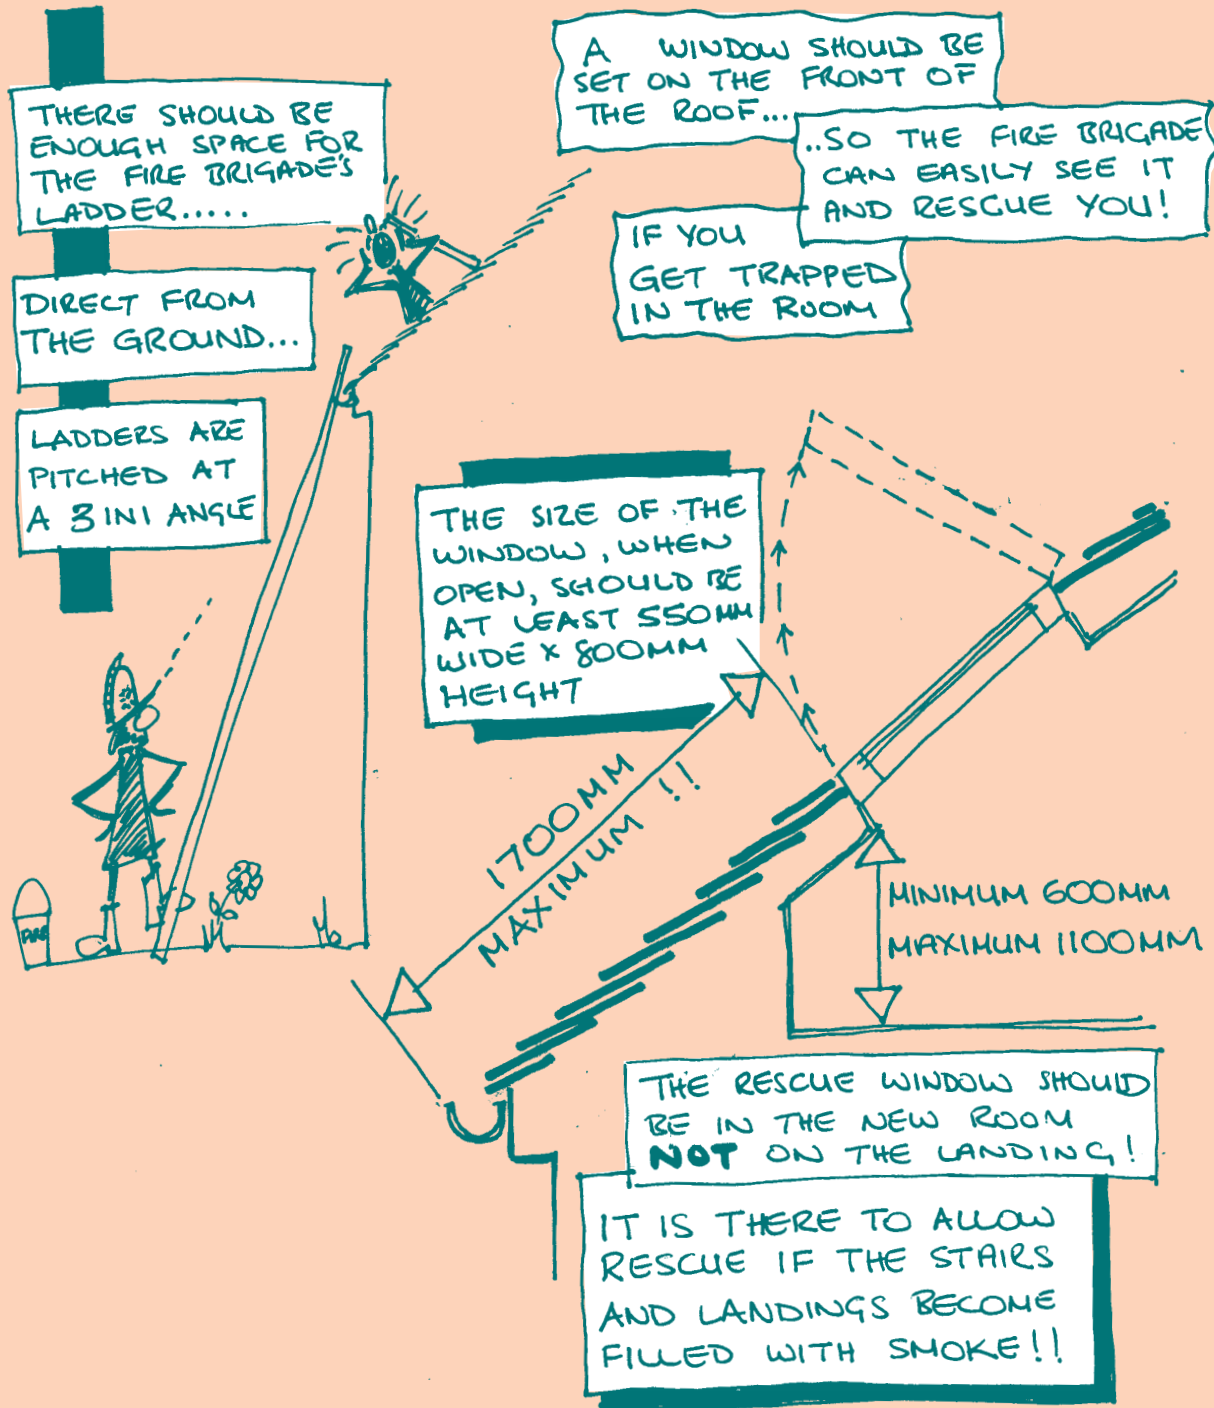 THERE SHOULD BE
ENOUGH SPACE FOR
THE FIRE BRIGADE'S
LADDER.....
DIRECT FROM
THE GROUND...
LADDERS ARE
PITCHED AT
A 3 IN 1 ANGLE
A WINDOW SHOULD BE
SET ON THE FRONT OF
THE ROOF...
..SO THE FIRE BRIGADE
CAN EASILY SEE IT
AND RESCUE YOU!
IF YOU
GET TRAPPED
IN THE ROOM
THE SIZE OF THE
WINDOW, WHEN
OPEN, SHOULD BE
AT LEAST 550MM
WIDE X 800MM
HEIGHT
1700MM
MAXIMUM !!
MINIMUM 600MM
MAXIMUM 1100MM
FIRE
THE RESCUE WINDOW SHOULD
BE IN THE NEW ROOM
NOT ON THE LANDING!
IT IS THERE TO ALLOW
RESCUE IF THE STAIRS
AND LANDINGS BECOME
FILLED WITH SMOKE!!